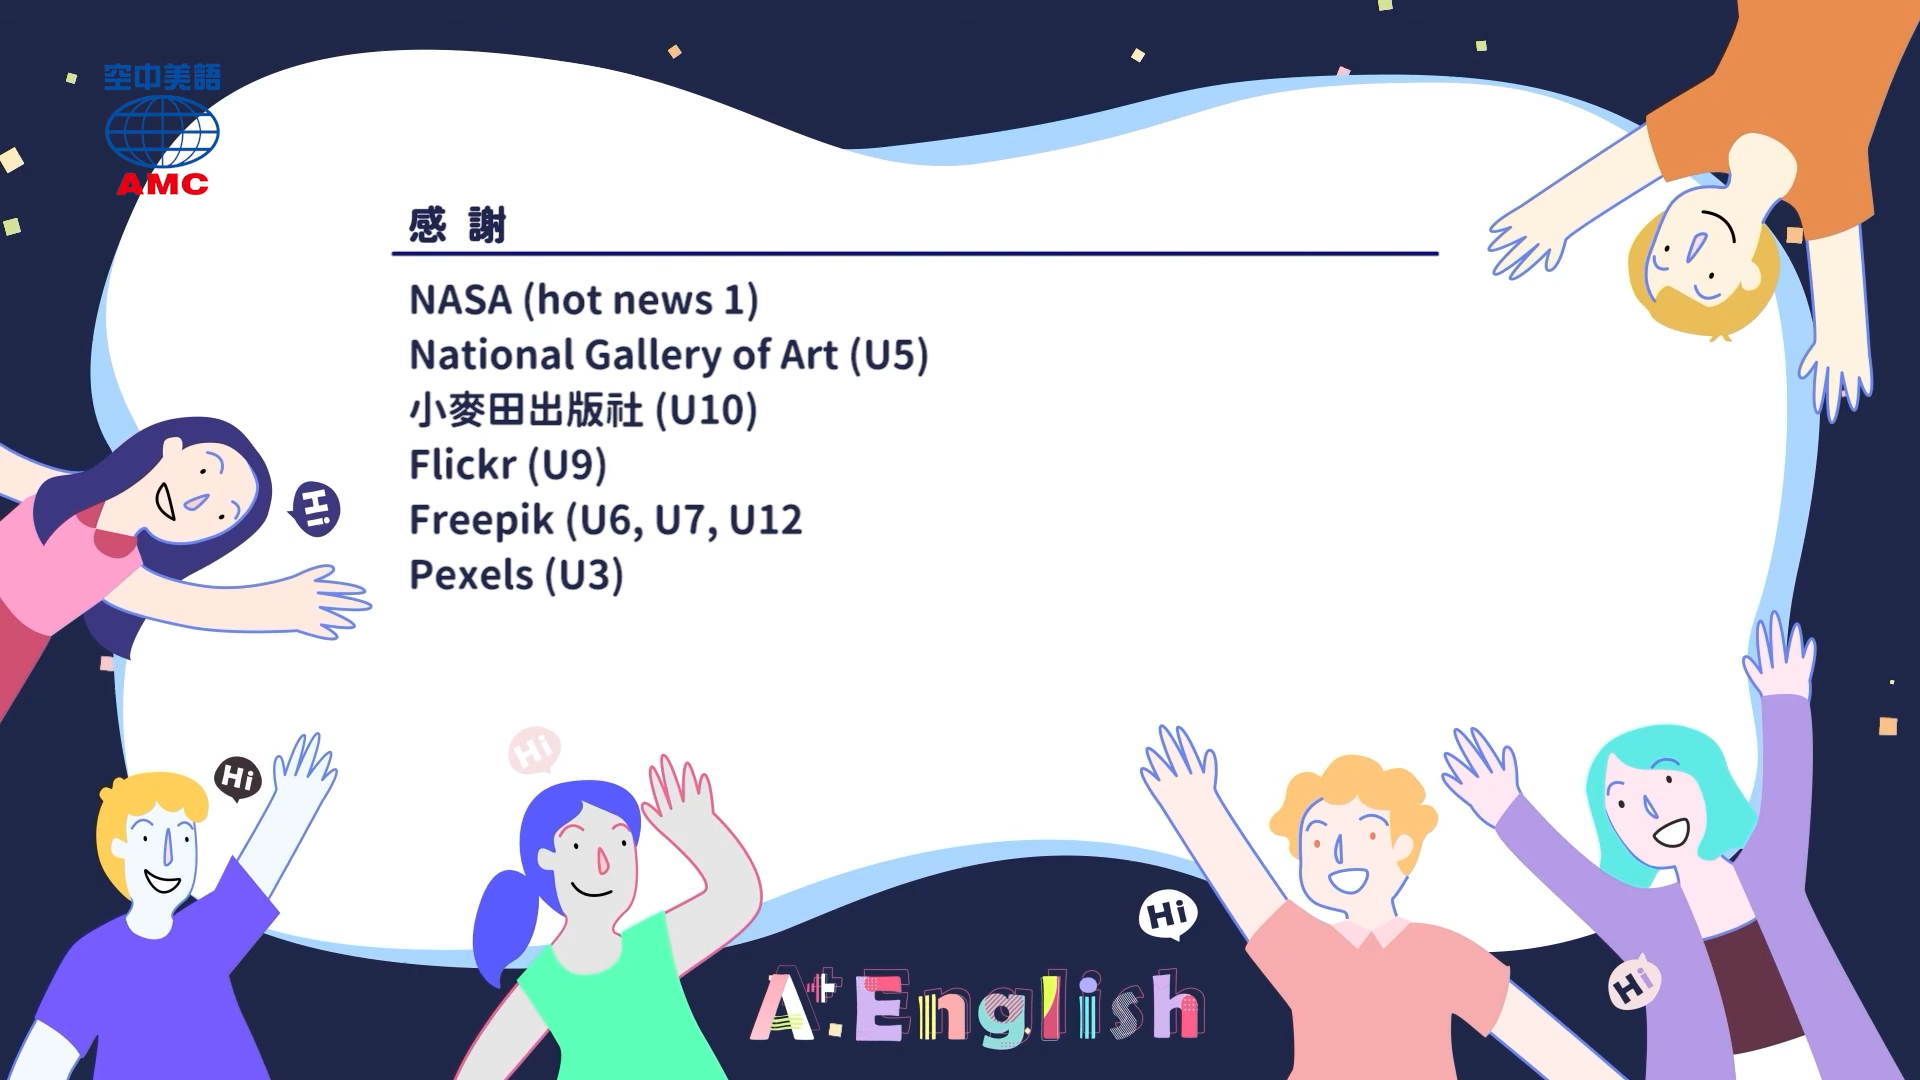 空中美語
AMC
感 謝
NASA (hot news 1)
National Gallery of Art (U5)
小麥田出版社 (U10)
Flickr (U9)
Freepik (U6, U7, U12
Pexels (U3)
Hi
Hi
Hi
Hi
Hi
A+ English